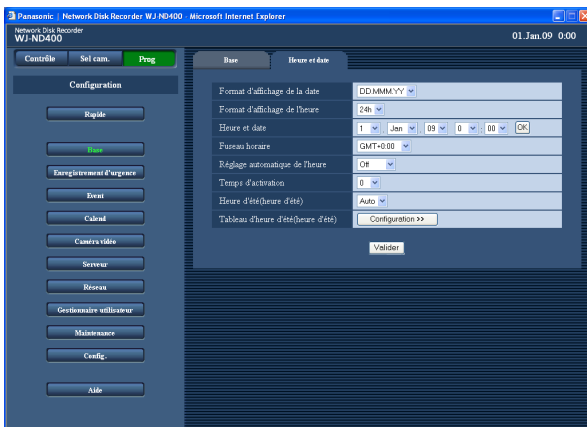 Panasonic | Network Disk Recorder WJ-ND400 - Microsoft Internet Explorer
Network Disk Recorder
WJ-ND400
01.Jan.09 0:00
Contrôle Sel cam. Prog
Configuration
Rapide
Base
Enregistrement d'urgence
Event
Calend
Caméra vidéo
Serveur
Réseau
Gestionnaire utilisateur
Maintenance
Config.
Aide
Base Heure et date
Format d'affichage de la date DD.MMM.YY
Format d'affichage de l'heure 24h
Heure et date 1 . Jan . 09 0 : 00 OK
Fuseau horaire GMT+0:00
Réglage automatique de l'heure Off
Temps d'activation 0
Heure d'été(heure d'été) Auto
Tableau d'heure d'été(heure d'été) Configuration >>
Valider